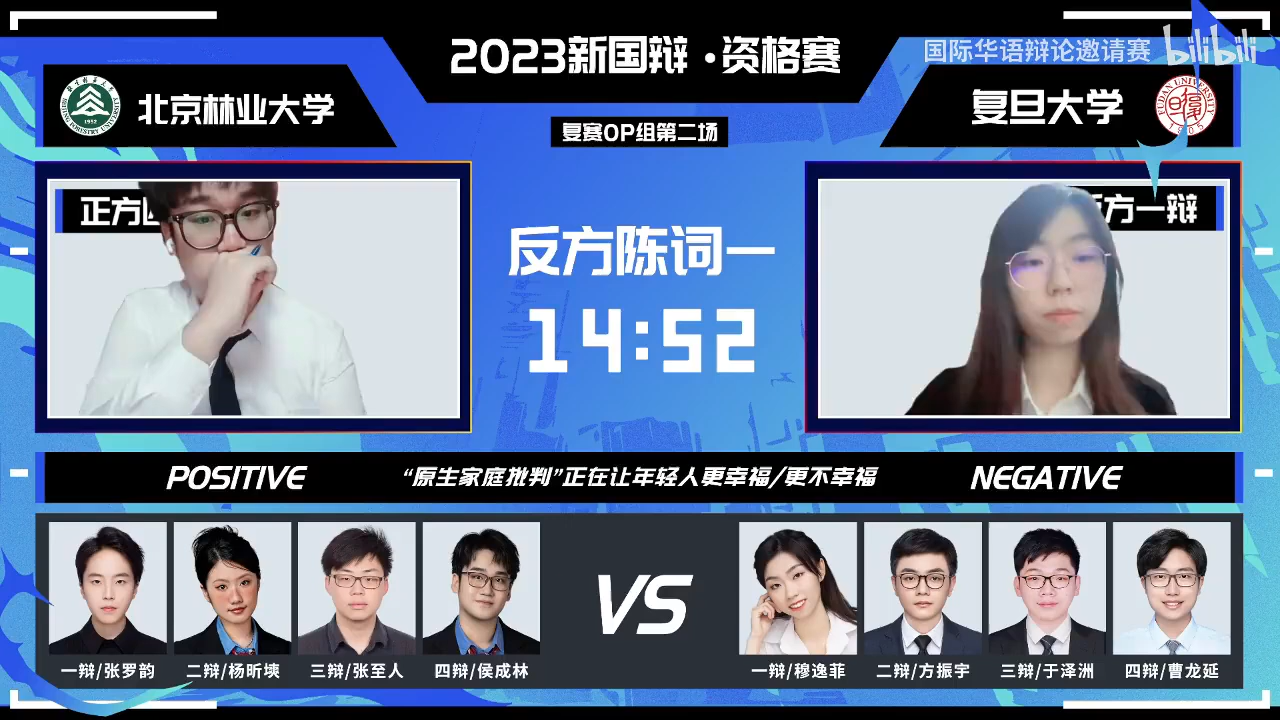 2023新国辩·资格赛
国际华语辩论邀请赛
bilibili
北京林业大学
复旦大学
复赛OP组第二场
正方
反方一辩
反方陈词一
14:52
POSITIVE
“原生家庭批判”正在让年轻人更幸福/更不幸福
NEGATIVE
VS
一辩/张罗韵
二辩/杨昕㙉
三辩/张至人
四辩/侯成林
一辩/穆逸菲
二辩/方振宇
三辩/于泽洲
四辩/曹龙延